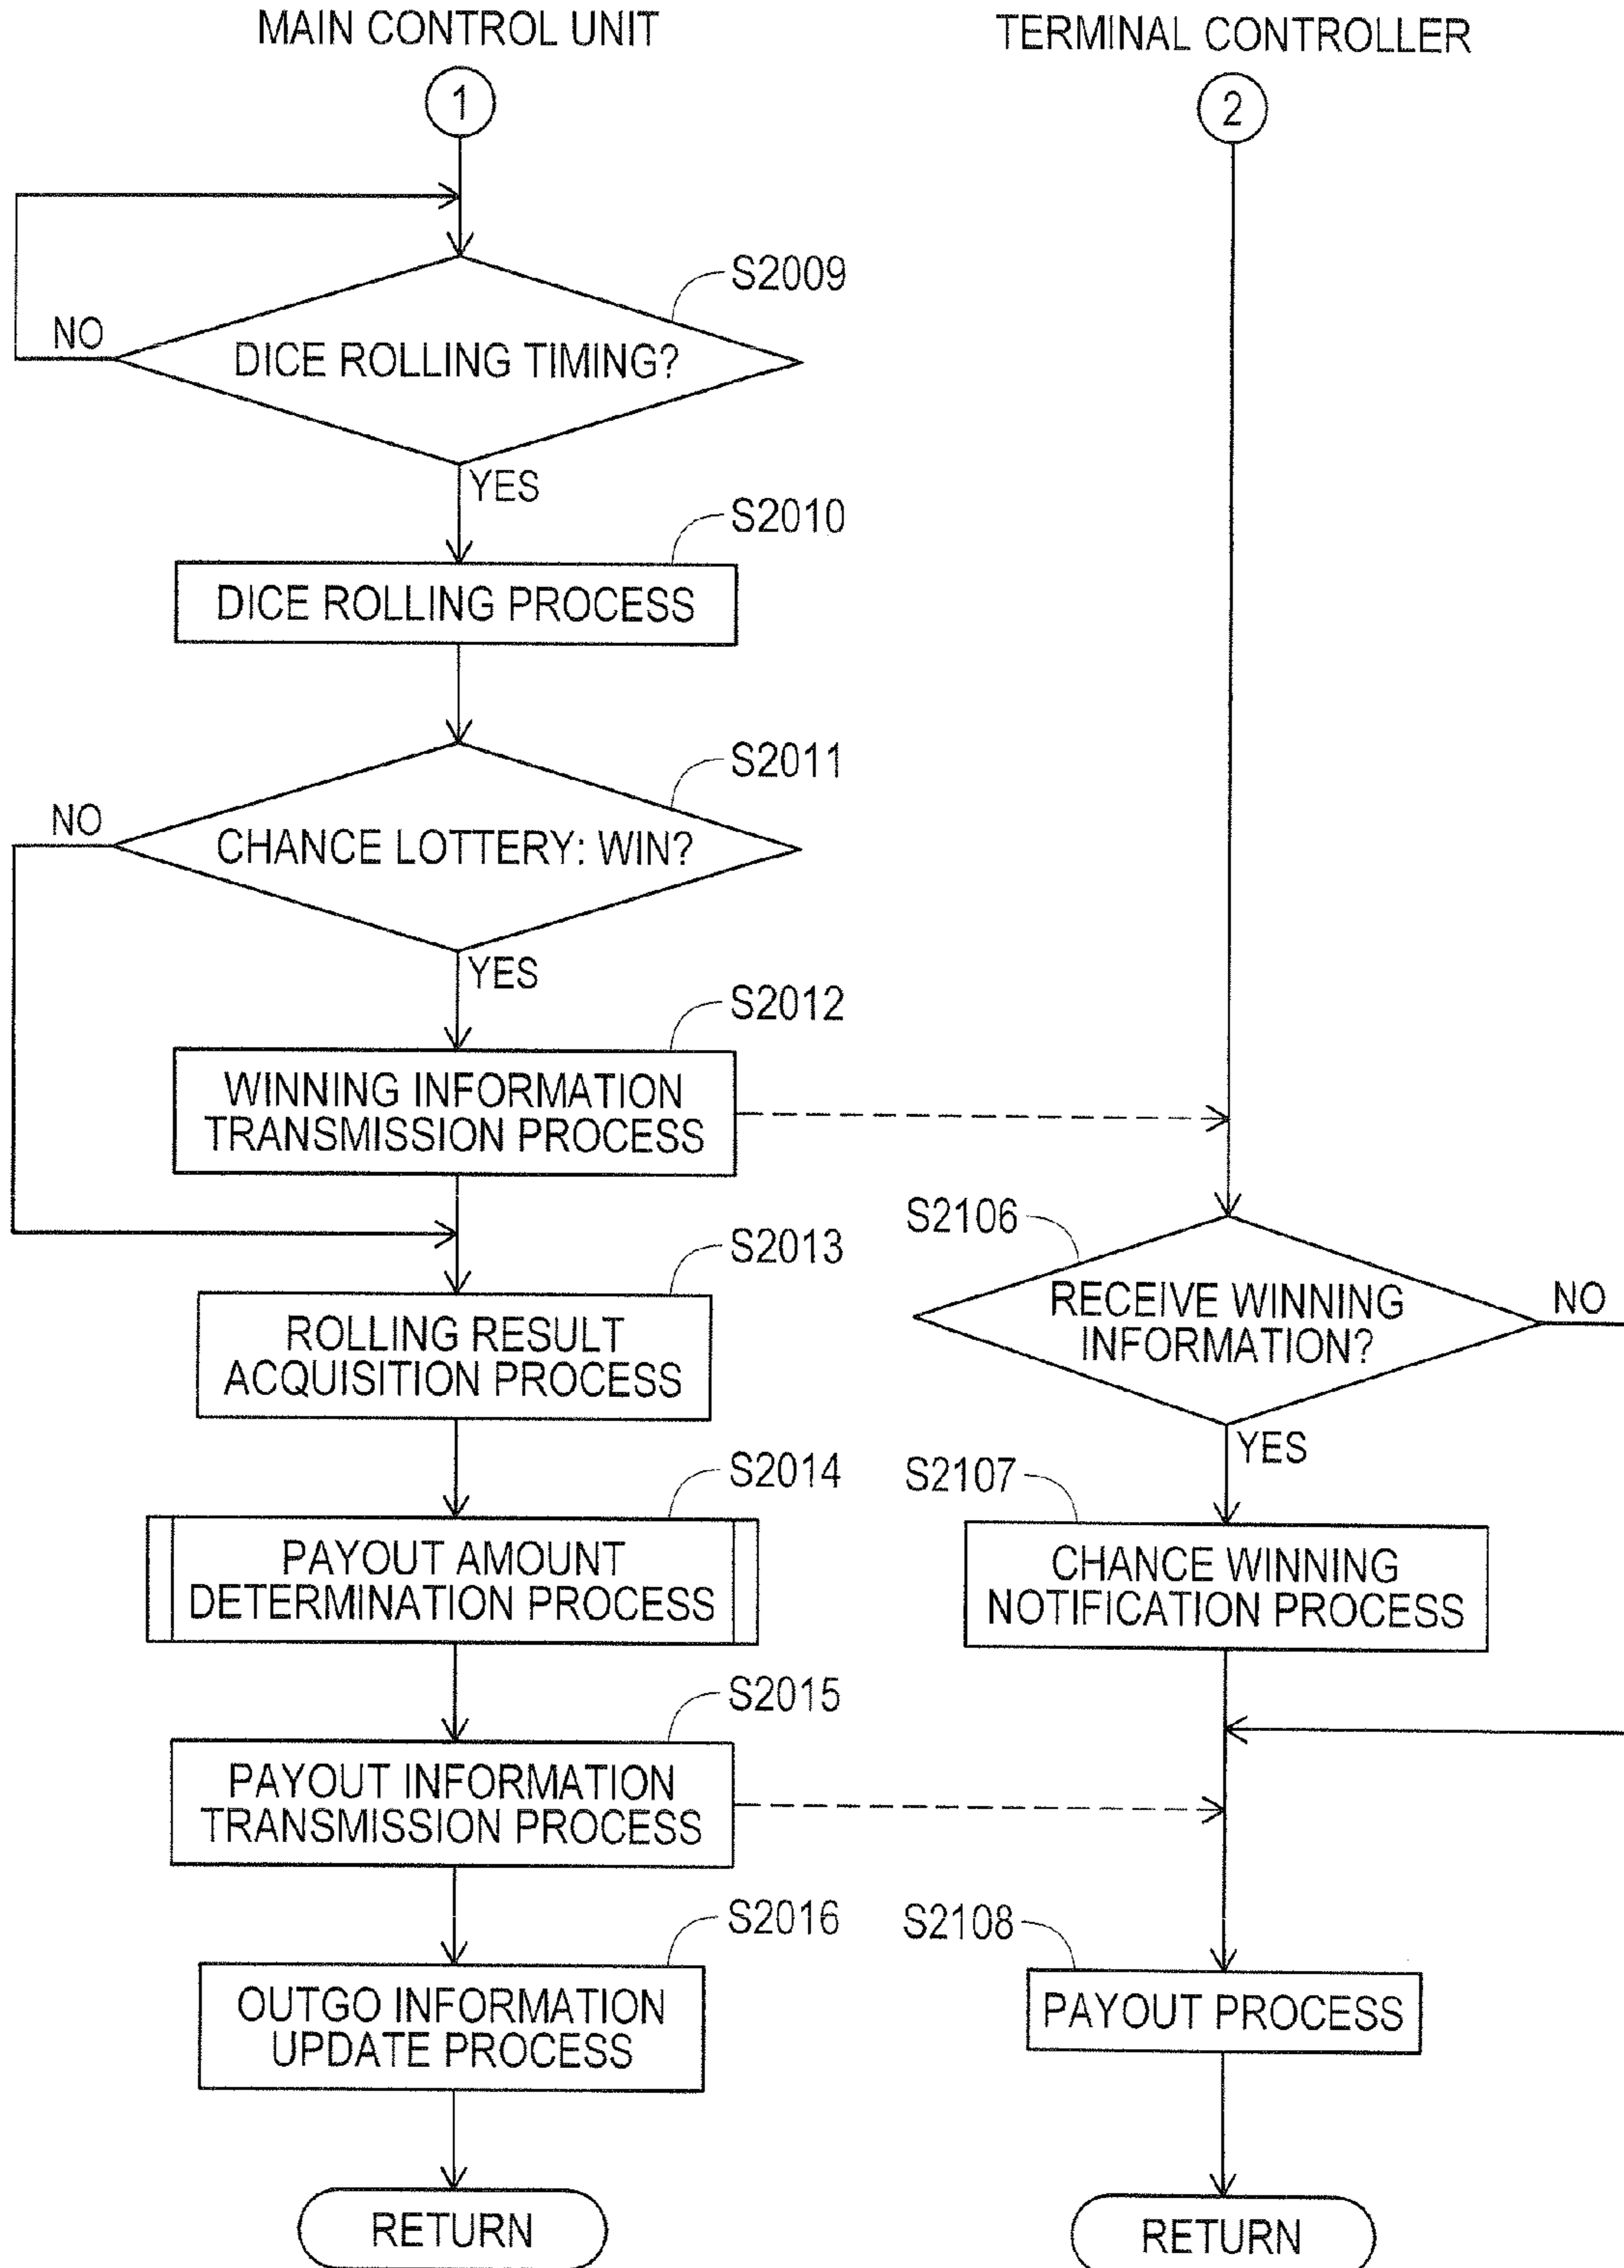 MAIN CONTROL UNIT
1
S2009
NO
DICE ROLLING TIMING?
YES
S2010
DICE ROLLING PROCESS
S2011
NO
CHANCE LOTTERY: WIN?
YES
S2012
WINNING INFORMATION
TRANSMISSION PROCESS
S2013
ROLLING RESULT
ACQUISITION PROCESS
S2014
PAYOUT AMOUNT
DETERMINATION PROCESS
S2015
PAYOUT INFORMATION
TRANSMISSION PROCESS
S2016
OUTGO INFORMATION
UPDATE PROCESS
RETURN
TERMINAL CONTROLLER
2
S2106
RECEIVE WINNING
INFORMATION?
NO
YES
S2107
CHANCE WINNING
NOTIFICATION PROCESS
S2108
PAYOUT PROCESS
RETURN